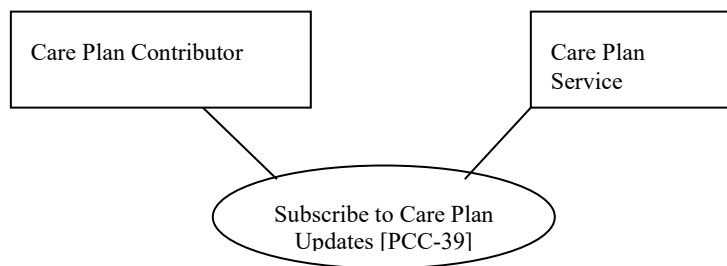 Care Plan Contributor
Care Plan
Service
Subscribe to Care Plan
Updates [PCC-39]